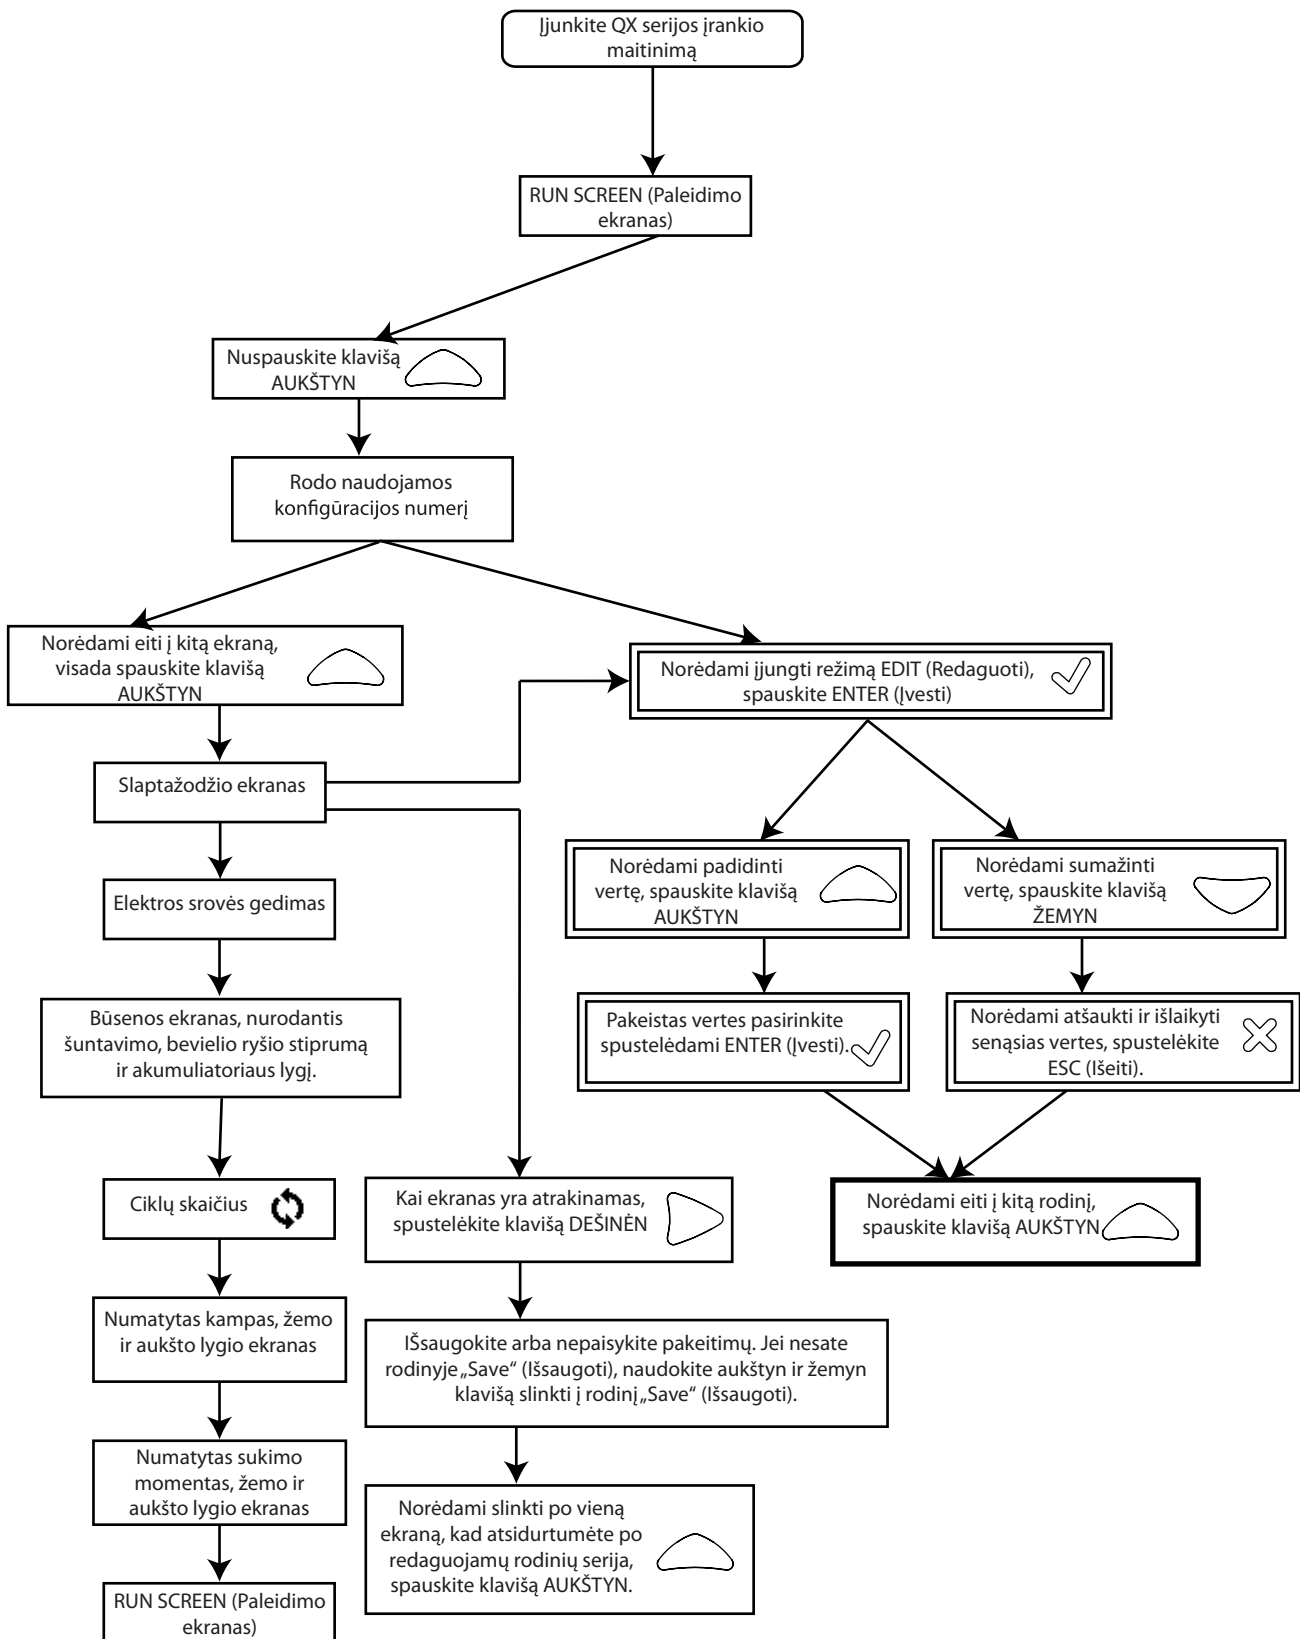 Įjunkite QX serijos įrankio
maitinimą
RUN SCREEN (Paleidimo
ekranas)
Nuspauskite klavišą
AUKŠTYN
Rodo naudojamos
konfigūracijos numerį
Norėdami eiti į kitą ekraną,
visada spauskite klavišą
AUKŠTYN
Norėdami įjungti režimą EDIT (Redaguoti),
spauskite ENTER (Įvesti)
Slaptažodžio ekranas
Norėdami padidinti
vertę, spauskite klavišą
AUKŠTYN
Norėdami sumažinti
vertę, spauskite klavišą
ŽEMYN
Elektros srovės gedimas
Būsenos ekranas, nurodantis
šuntavimo, bevielio ryšio stiprumą
ir akumuliatoriaus lygį.
Pakeistas vertes pasirinkite
spustelėdami ENTER (Įvesti).
Norėdami atšaukti ir išlaikyti
senąsias vertes, spustelėkite
ESC (Išeiti).
Ciklų skaičius
Kai ekranas yra atrakinamas,
spustelėkite klavišą DEŠINĖN
Norėdami eiti į kitą rodinį,
spauskite klavišą AUKŠTYN
Numatytas kampas, žemo
ir aukšto lygio ekranas
IŠsaugokite arba nepaisykite pakeitimų. Jei nesate
rodinyje „Save“ (Išsaugoti), naudokite aukštyn ir žemyn
klavišą slinkti į rodinį „Save“ (Išsaugoti).
Numatytas sukimo
momentas, žemo ir
aukšto lygio ekranas
Norėdami slinkti po vieną
ekraną, kad atsidurtumėte po
redaguojamų rodinių serija,
spauskite klavišą AUKŠTYN.
RUN SCREEN (Paleidimo
ekranas)